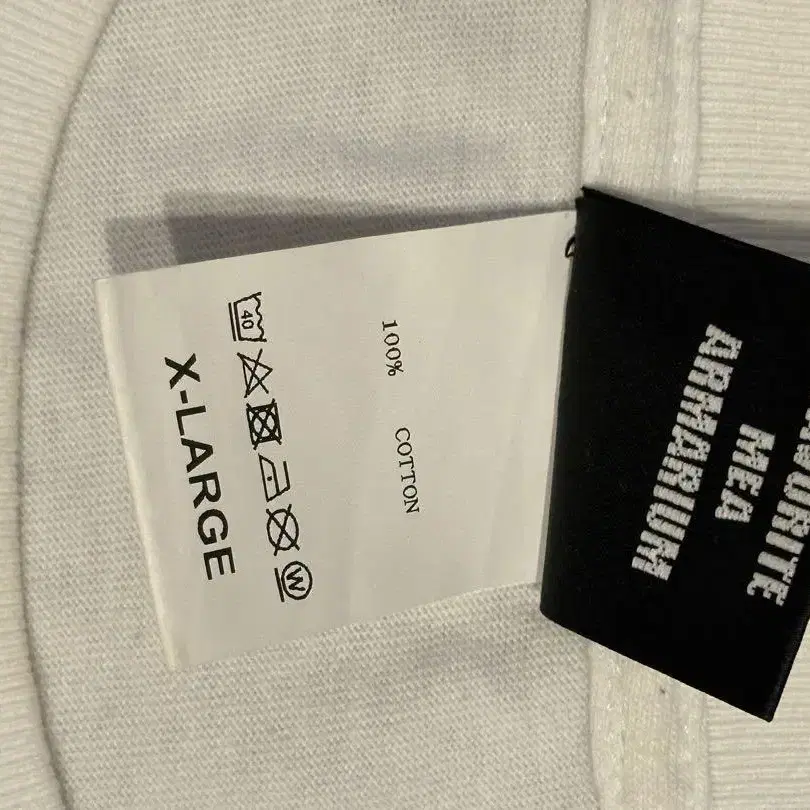 100% COTTON
40
W
X-LARGE
MEA
ARMARIUM